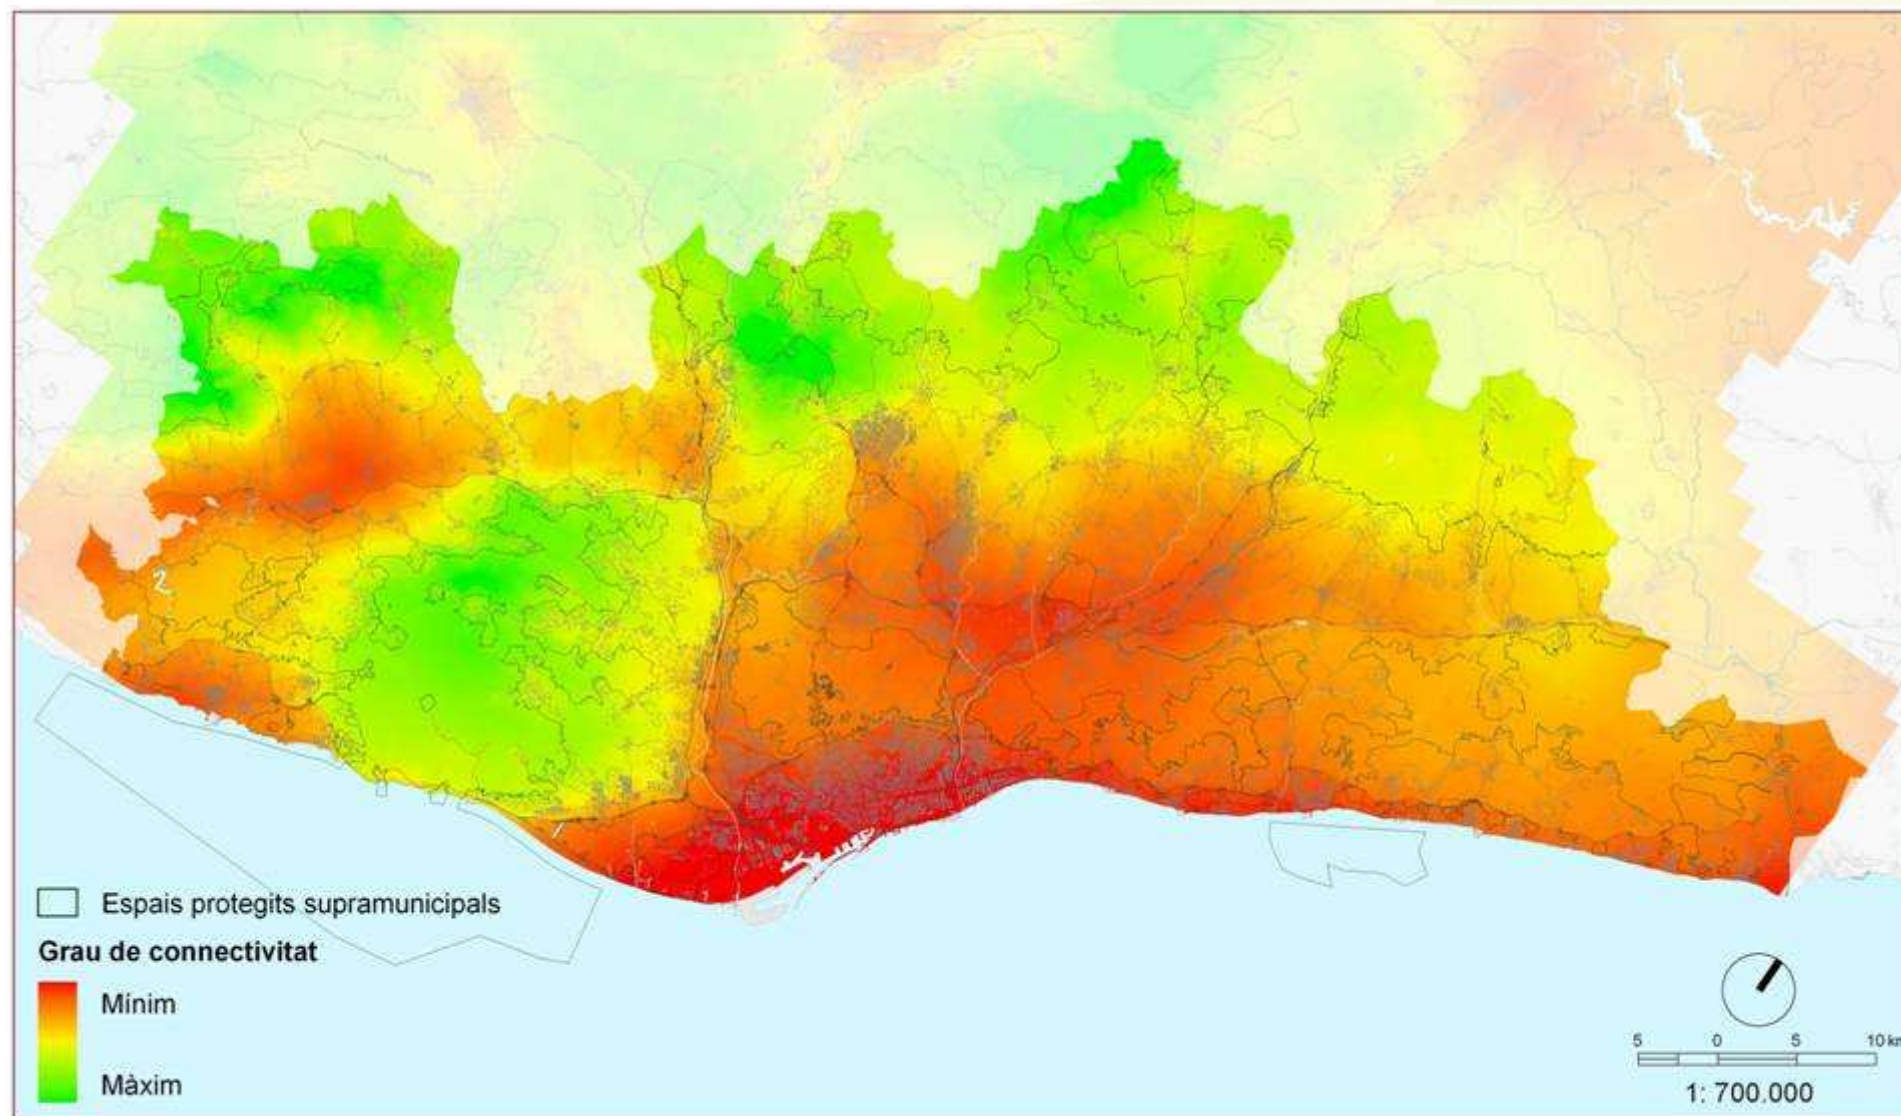 Espais protegits supramunicipals
Grau de connectivitat
Mínim
Màxim
5 0 5 10 km
1: 700.000